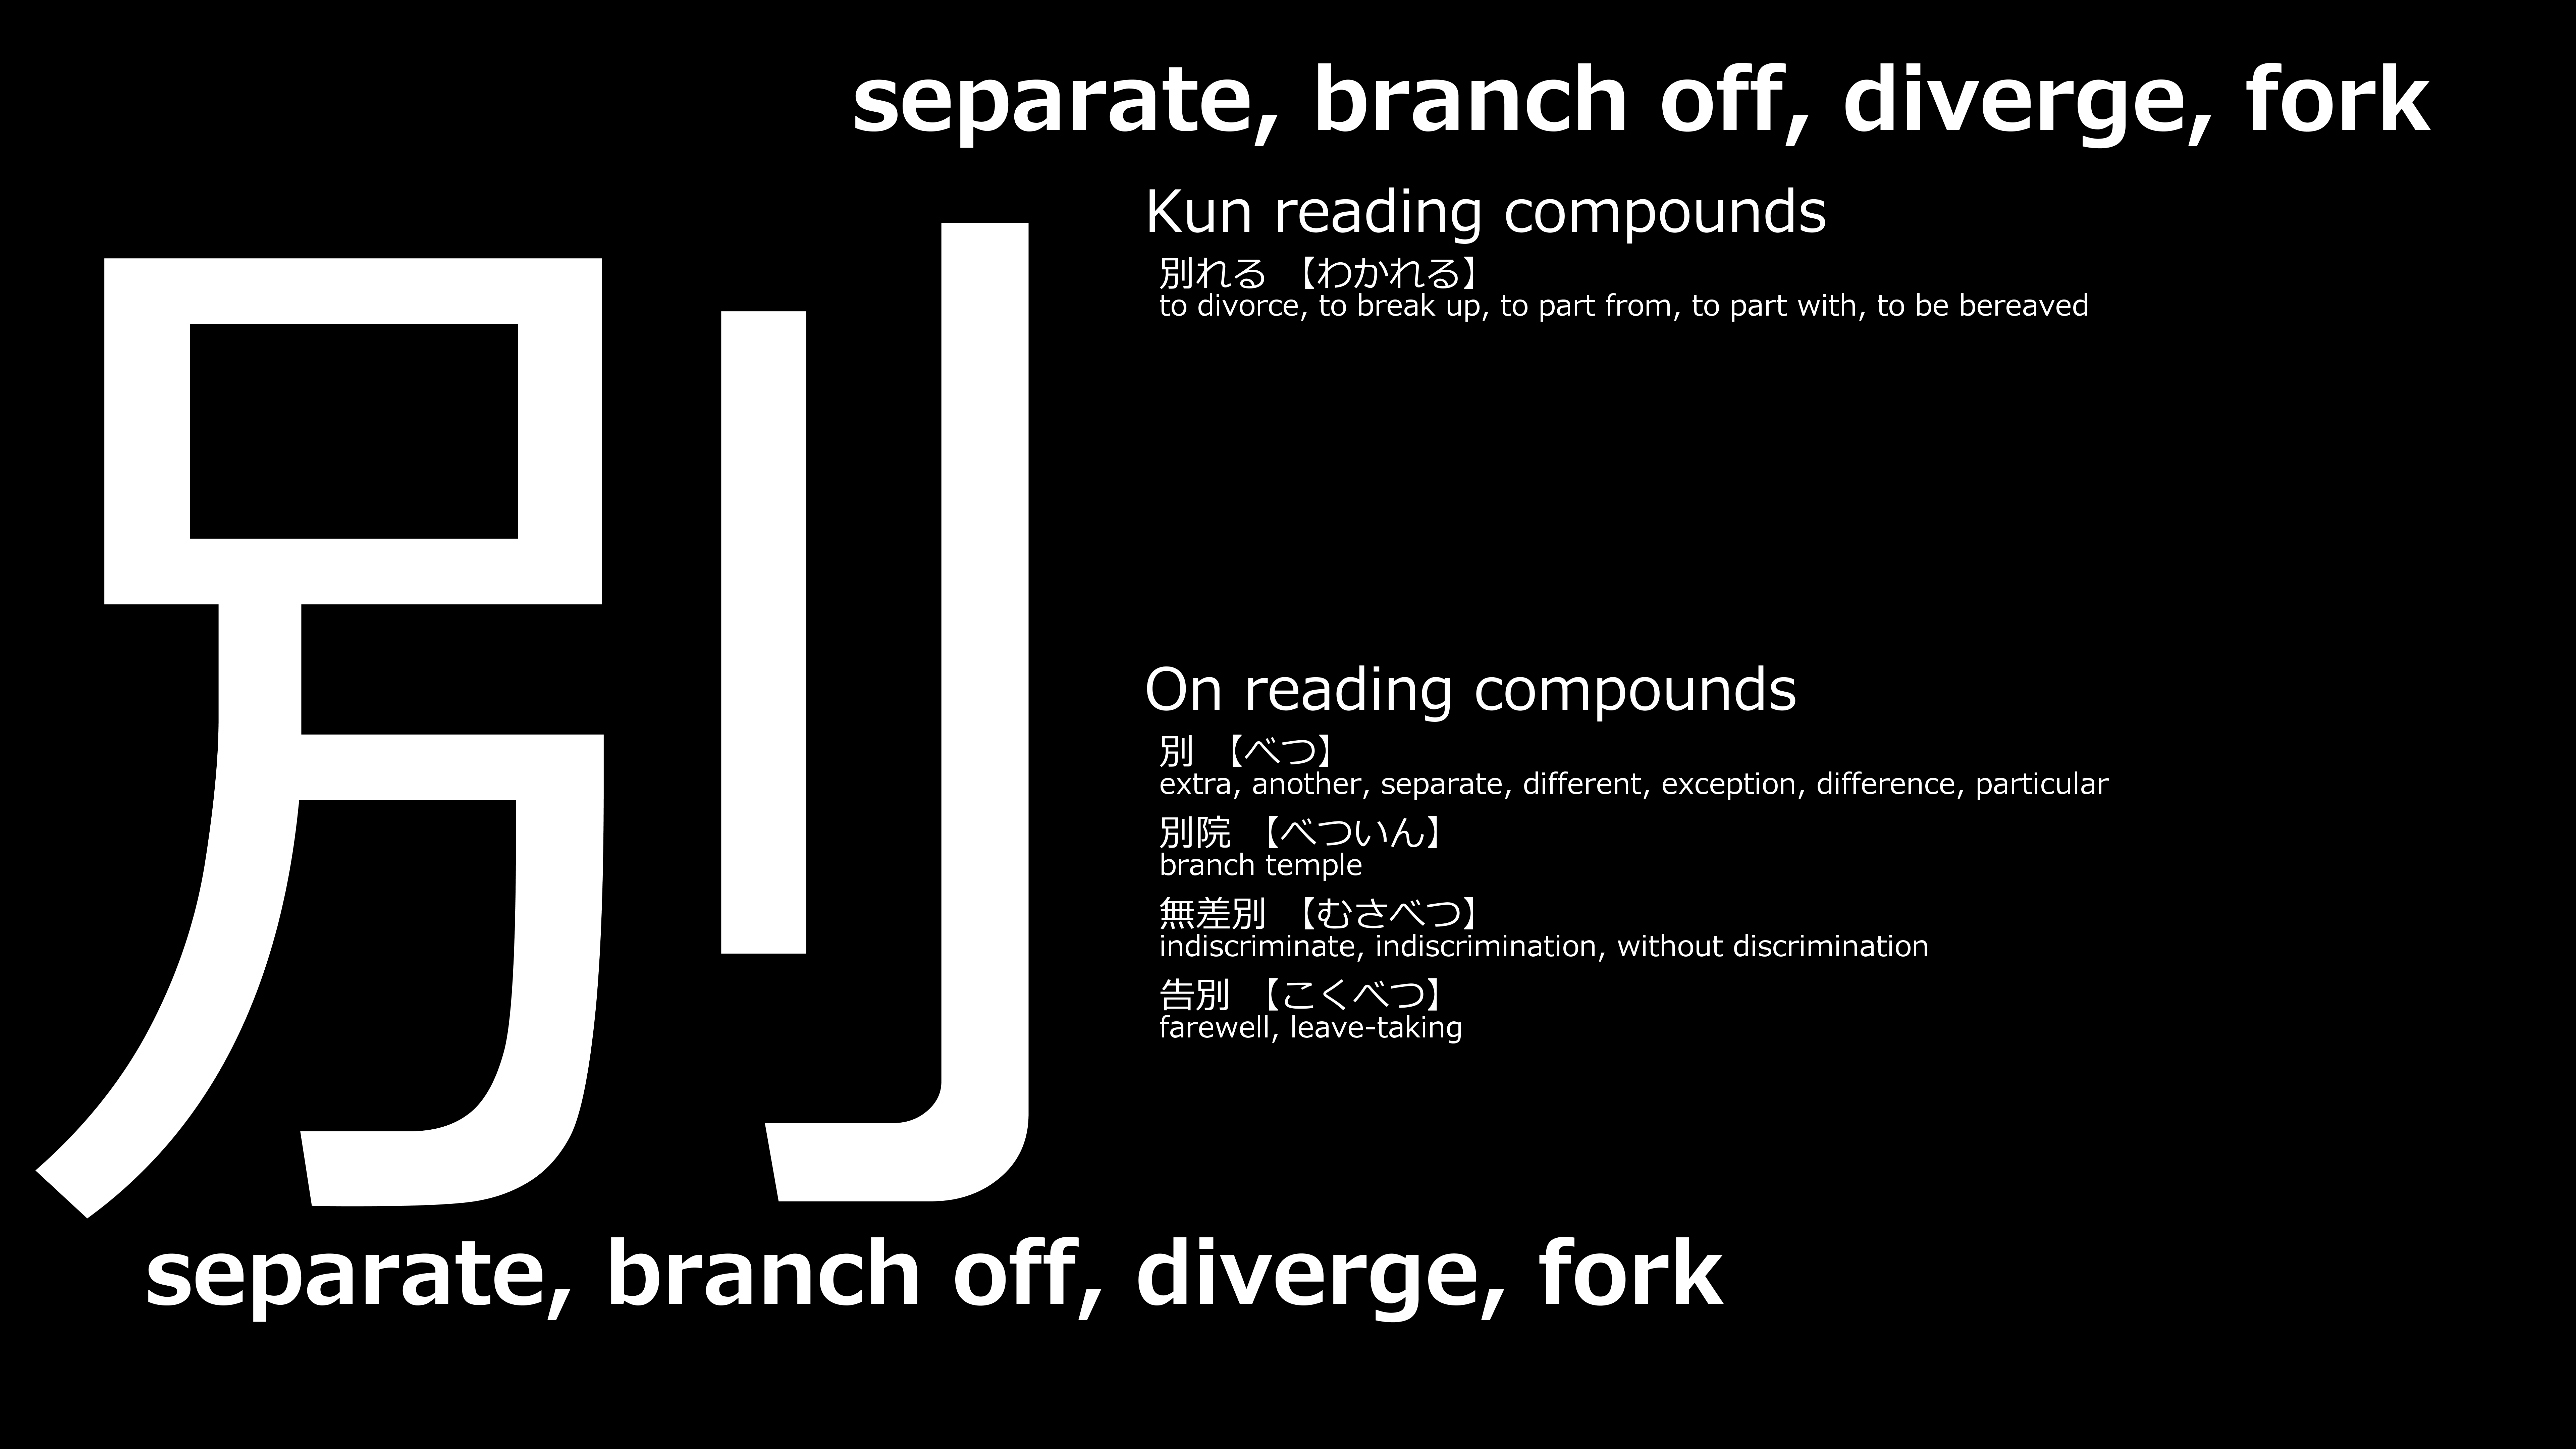 separate, branch off, diverge, fork
別
Kun reading compounds
別れる 【わかれる】
to divorce, to break up, to part from, to part with, to be bereaved
On reading compounds
別 【べつ】
extra, another, separate, different, exception, difference, particular
別院 【べついん】
branch temple
無差別 【むさべつ】
indiscriminate, indiscrimination, without discrimination
告別 【こくべつ】
farewell, leave-taking
separate, branch off, diverge, fork